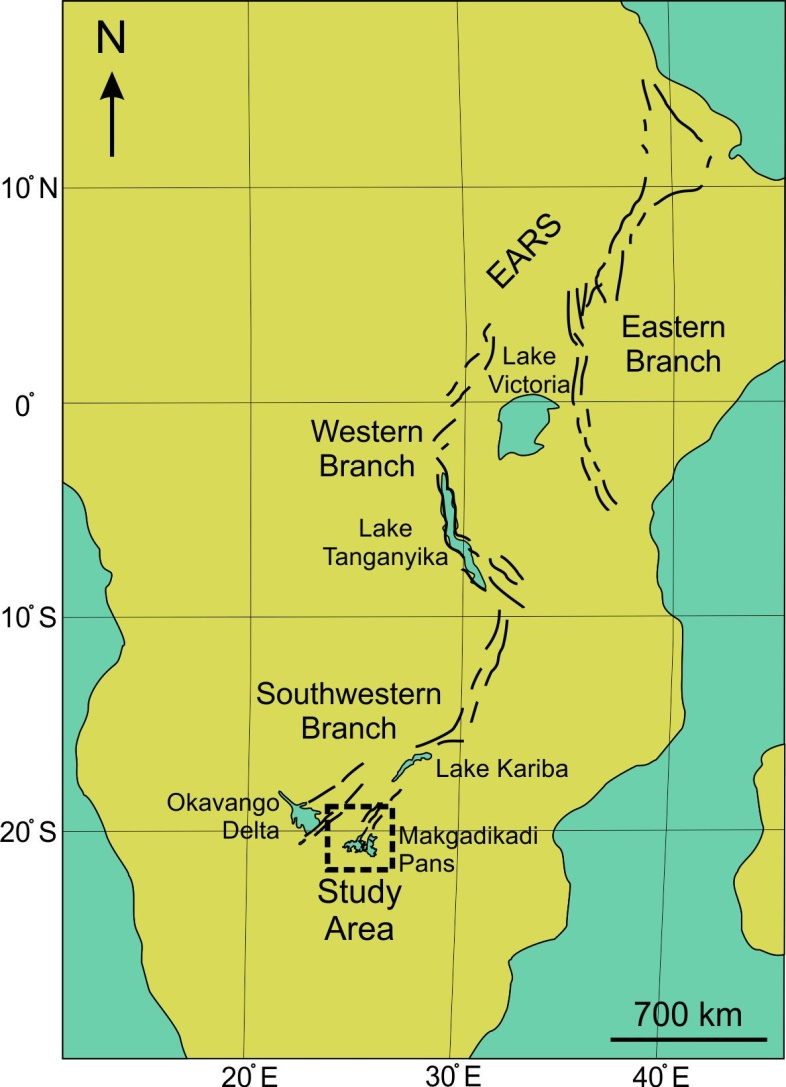 N
10°N
EARS
Eastern
Branch
Lake
Victoria
0°
Western
Branch
Lake
Tanganyika
10°S
Southwestern
Branch
Lake Kariba
Okavango
Delta
20°S
Makgadikadi
Pans
Study
Area
700 km
20°E
30°E
40°E